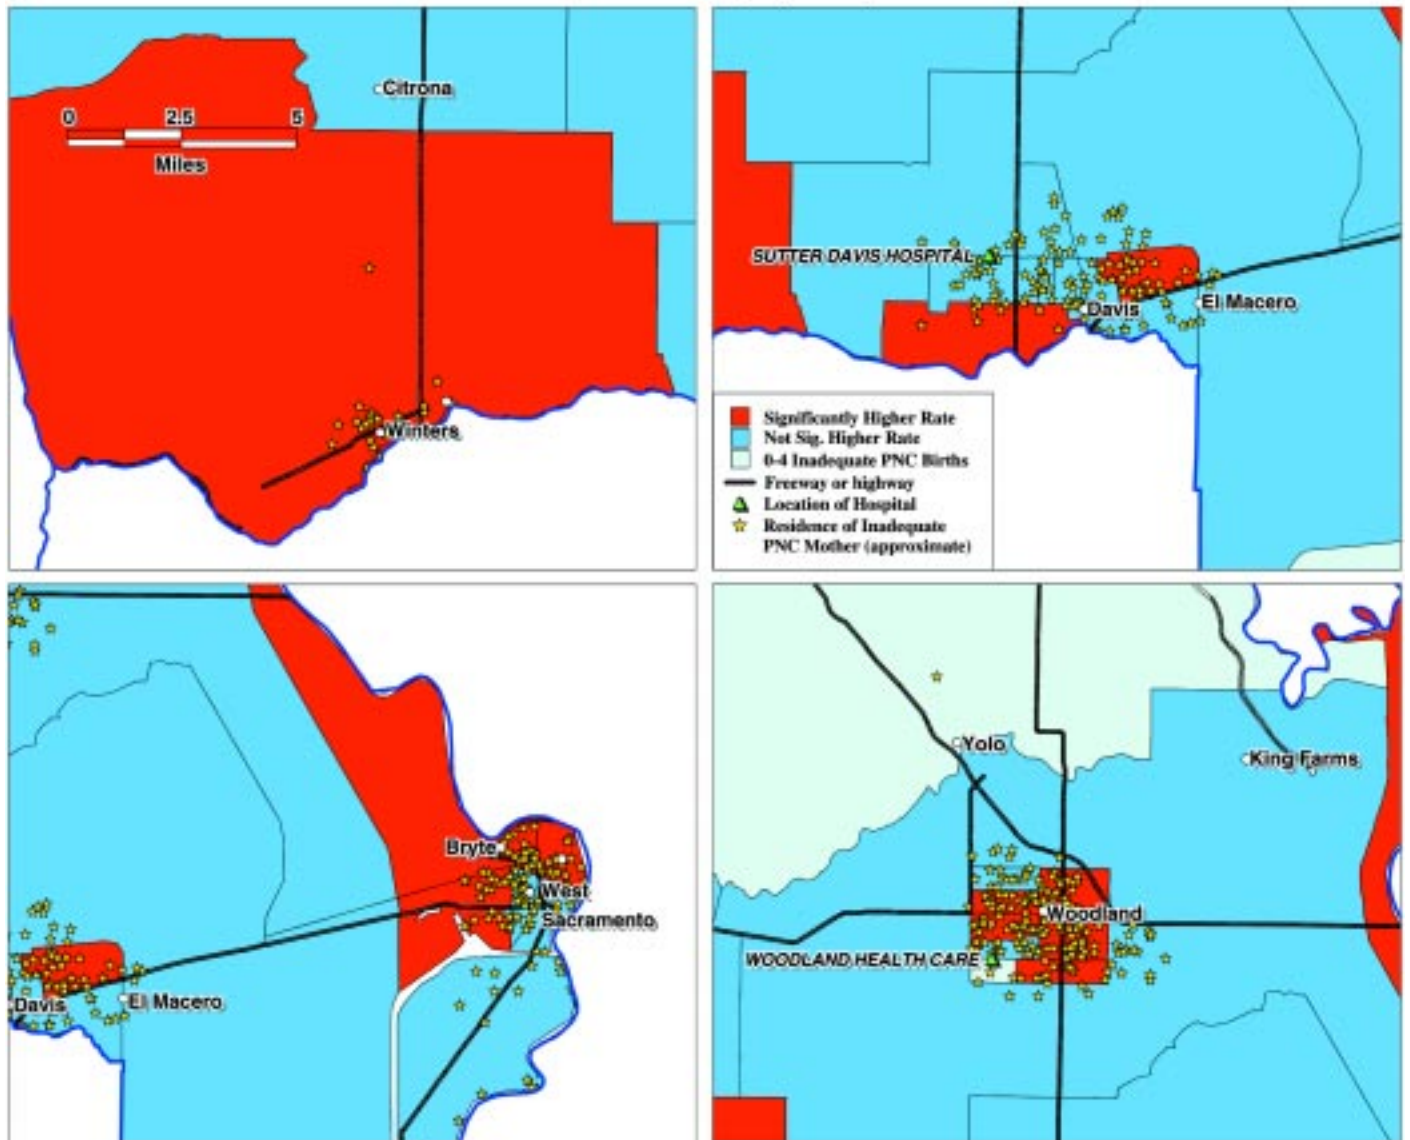 Citrona
0 2.5 5
Miles
Winters
SUTTER DAVIS HOSPITAL
Davis
El Macero
Significantly Higher Rate
Not Sig. Higher Rate
0-4 Inadequate PNC Births
Freeway or highway
Location of Hospital
Residence of Inadequate
PNC Mother (approximate)
Bryte
West
Sacramento
Davis
El Macero
Yolo
King Farms
Woodland
WOODLAND HEALTH CARE